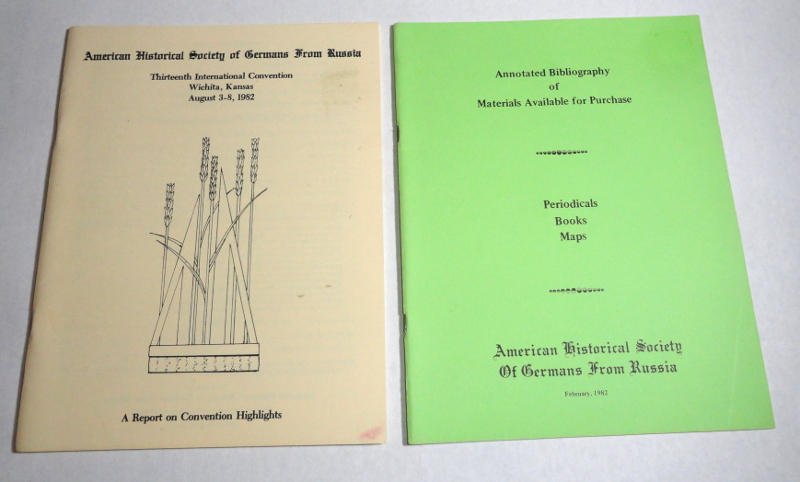 American Historical Society of Germans From Russia
Thirteenth International Convention
Wichita, Kansas
August 3-8, 1982
A Report on Convention Highlights
Annotated Bibliography
of
Materials Available for Purchase
Periodicals
Books
Maps
American Historical Society
Of Germans From Russia
February, 1982